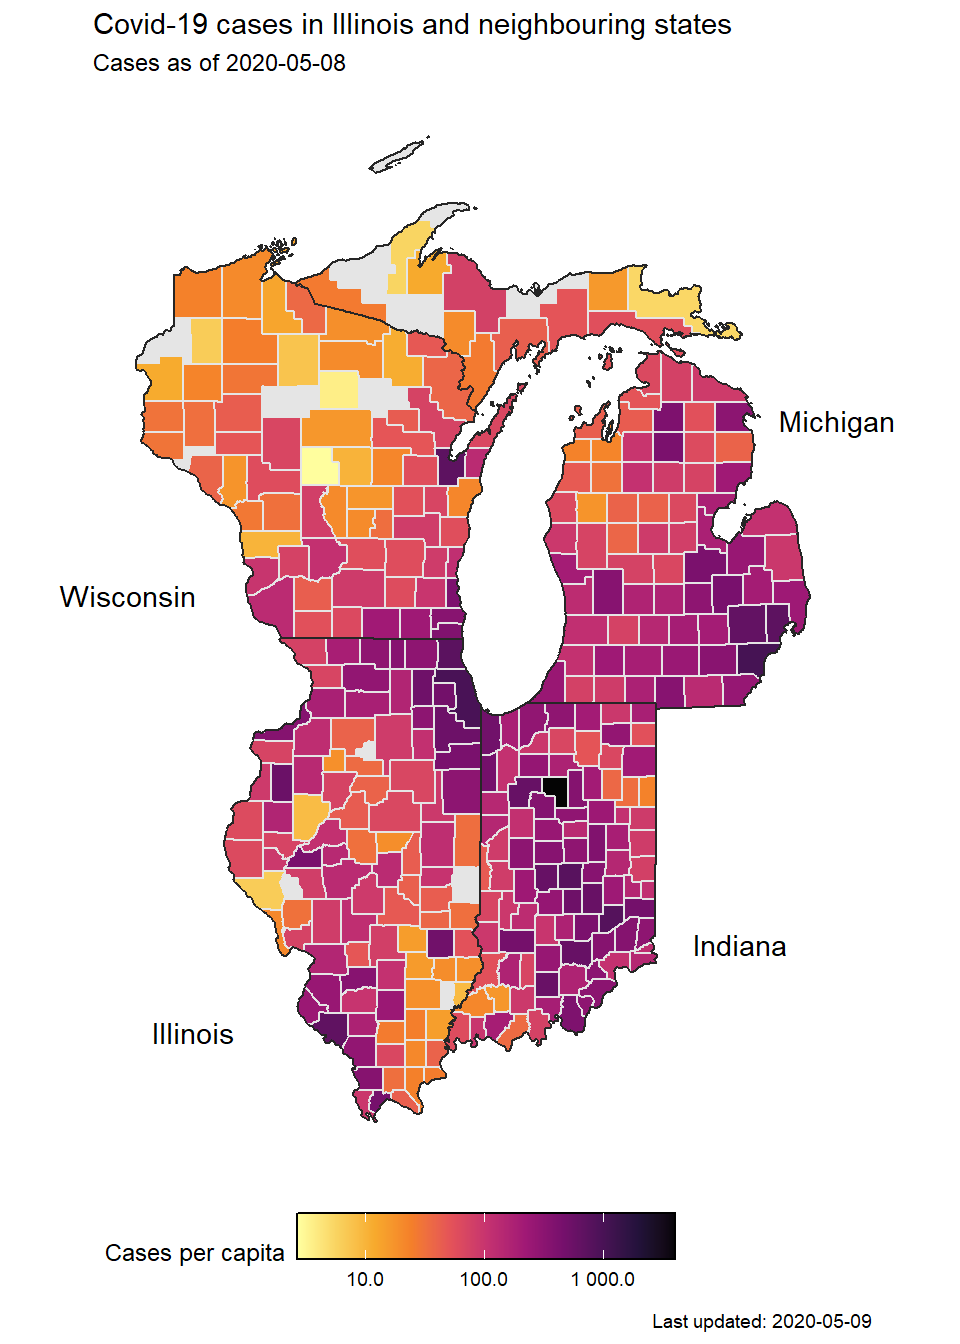 Covid-19 cases in Illinois and neighbouring states
Cases as of 2020-05-08
Michigan
Wisconsin
Indiana
Illinois
Cases per capita
10.0 100.0 1 000.0
Last updated: 2020-05-09